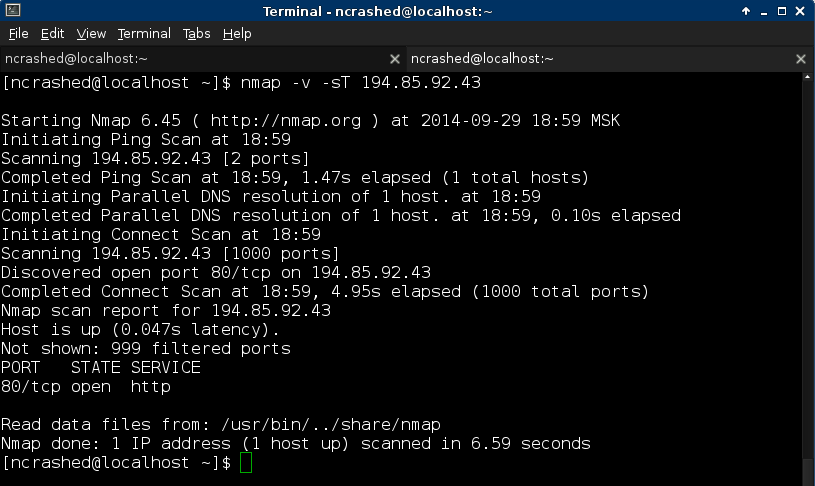 Terminal - ncrashed@localhost:~
File Edit View Terminal Tabs Help
ncrashed@localhost:~ ncrashed@localhost:~
[ncrashed@localhost ~]$ nmap -v -sT 194.85.92.43
Starting Nmap 6.45 ( http://nmap.org ) at 2014-09-29 18:59 MSK
Initiating Ping Scan at 18:59
Scanning 194.85.92.43 [2 ports]
Completed Ping Scan at 18:59, 1.47s elapsed (1 total hosts)
Initiating Parallel DNS resolution of 1 host. at 18:59
Completed Parallel DNS resolution of 1 host. at 18:59, 0.10s elapsed
Initiating Connect Scan at 18:59
Scanning 194.85.92.43 [1000 ports]
Discovered open port 80/tcp on 194.85.92.43
Completed Connect Scan at 18:59, 4.95s elapsed (1000 total ports)
Nmap scan report for 194.85.92.43
Host is up (0.047s latency).
Not shown: 999 filtered ports
PORT   STATE SERVICE
80/tcp open  http
Read data files from: /usr/bin/../share/nmap
Nmap done: 1 IP address (1 host up) scanned in 6.59 seconds
[ncrashed@localhost ~]$